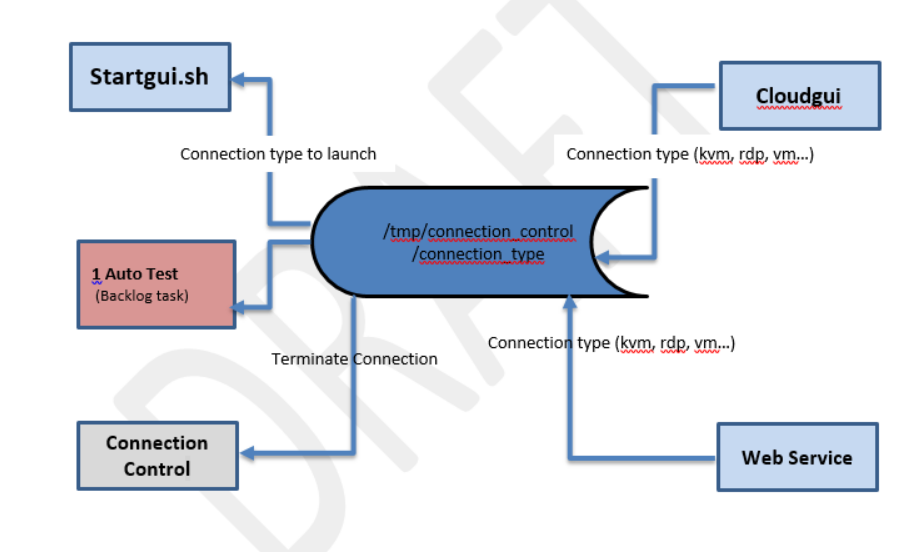 Startgui.sh
Cloudgui
Connection type to launch
Connection type (kvm, rdp, vm...)
/tmp/connection_control
/connection_type
1 Auto Test
(Backlog task)
Connection type (kvm, rdp, vm...)
Terminate Connection
Connection
Control
Web Service
DRAFT